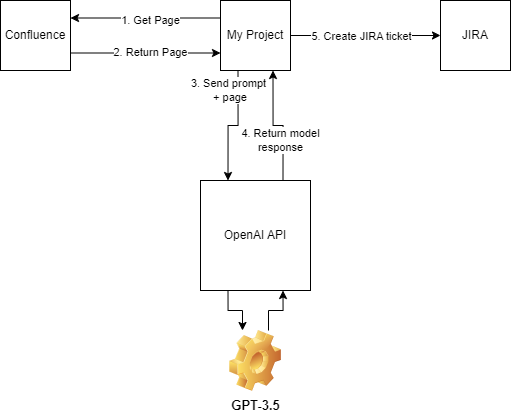 Confluence
1. Get Page
2. Return Page
My Project
5. Create JIRA ticket
JIRA
3. Send prompt
+ page
4. Return model
response
OpenAI API
GPT-3.5